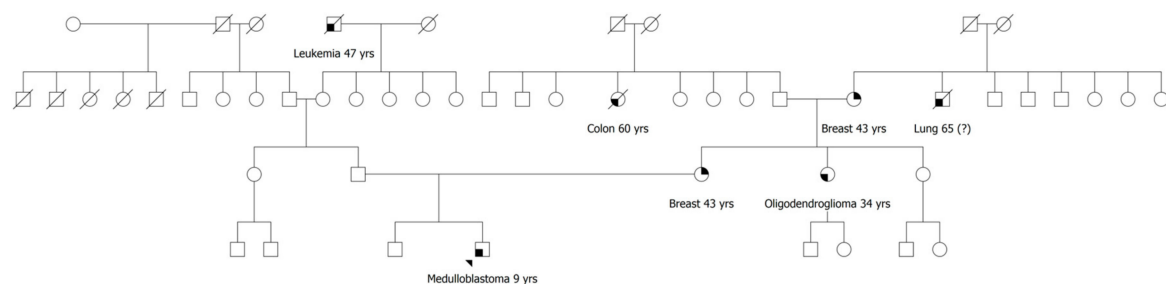 Leukemia 47 yrs
Colon 60 yrs
Breast 43 yrs
Lung 65 (?)
Breast 43 yrs
Oligodendroglioma 34 yrs
Medulloblastoma 9 yrs